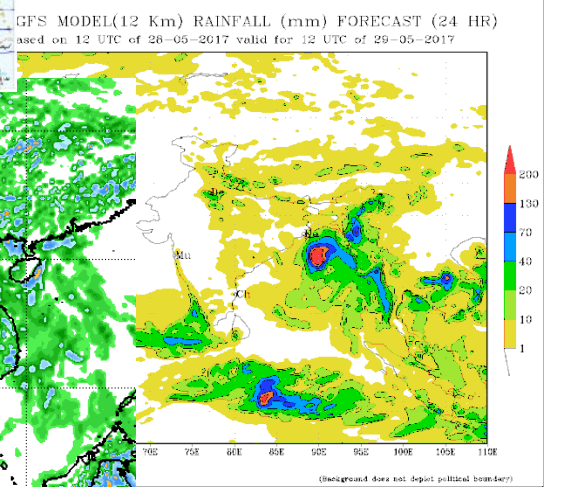 GFS MODEL(12 Km) RAINFALL (mm) FORECAST (24 HR)
ased on 12 UTC of 28-05-2017 valid for 12 UTC of 29-05-2017
De
Mu
Ch
200
130
70
40
20
10
1
70E 75E 80E 85E 90E 95E 100E 105E 110E
(Background does not depict political boundary)